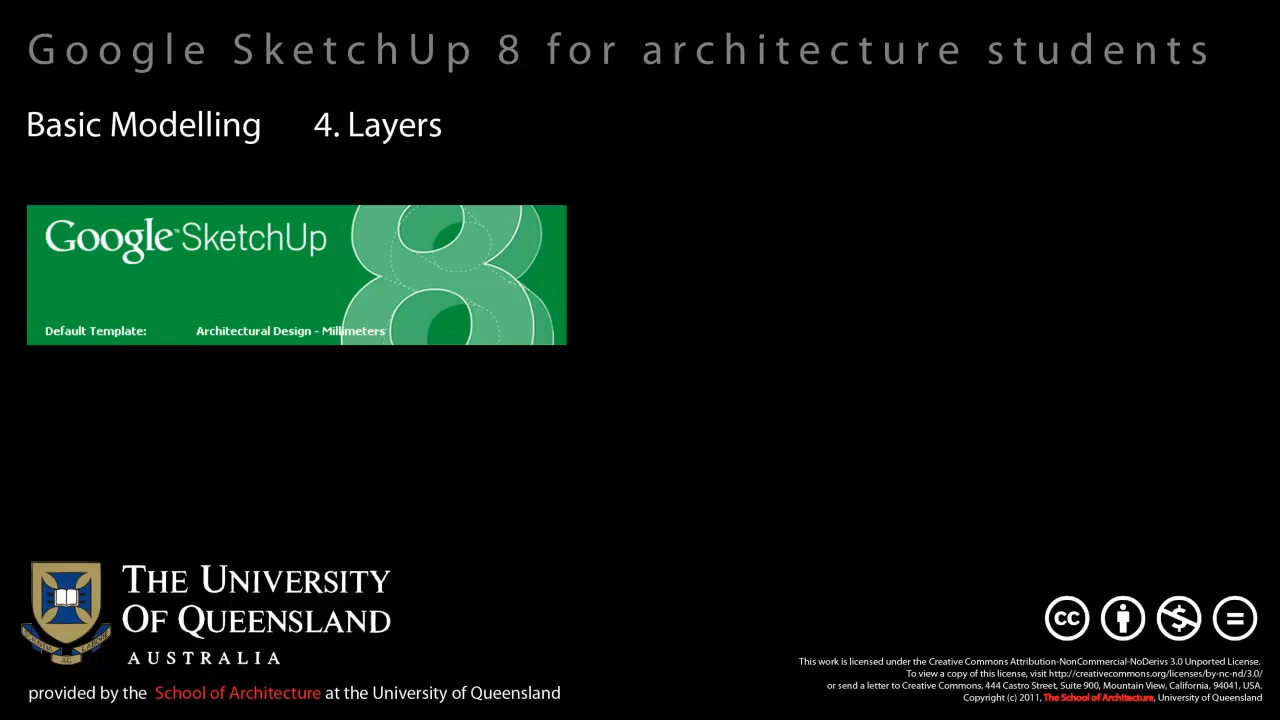 Google SketchUp 8 for architecture students
Basic Modelling 4. Layers
Google™ SketchUp
Default Template: Architectural Design - Millimeters
THE UNIVERSITY
OF QUEENSLAND
AUSTRALIA
provided by the School of Architecture at the University of Queensland
This work is licensed under the Creative Commons Attribution-NonCommercial-NoDerivs 3.0 Unported License.
To view a copy of this license, visit http://creativecommons.org/licenses/by-nc-nd/3.0/
or send a letter to Creative Commons, 444 Castro Street, Suite 900, Mountain View, California, 94041, USA.
Copyright (c) 2011, The School of Architecture, University of Queensland